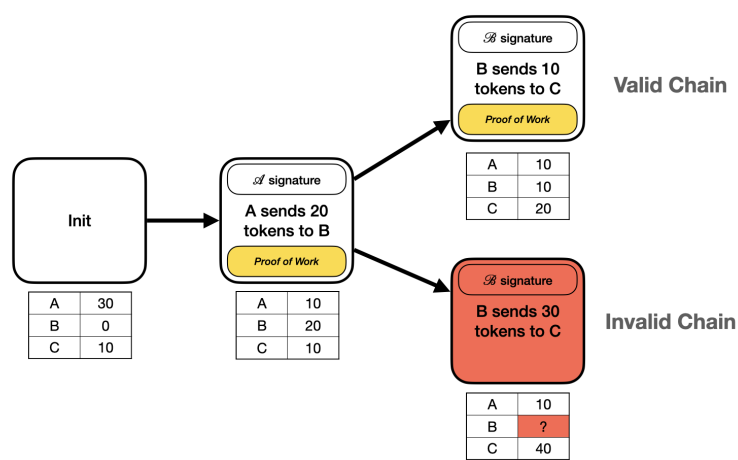 ℬ signature
B sends 10
tokens to C
Proof of Work
Valid Chain
A 10
B 10
C 20
𝒜 signature
A sends 20
tokens to B
Proof of Work
Init
A 30
B 0
C 10
A 10
B 20
C 10
ℬ signature
B sends 30
tokens to C
Invalid Chain
A 10
B ?
C 40